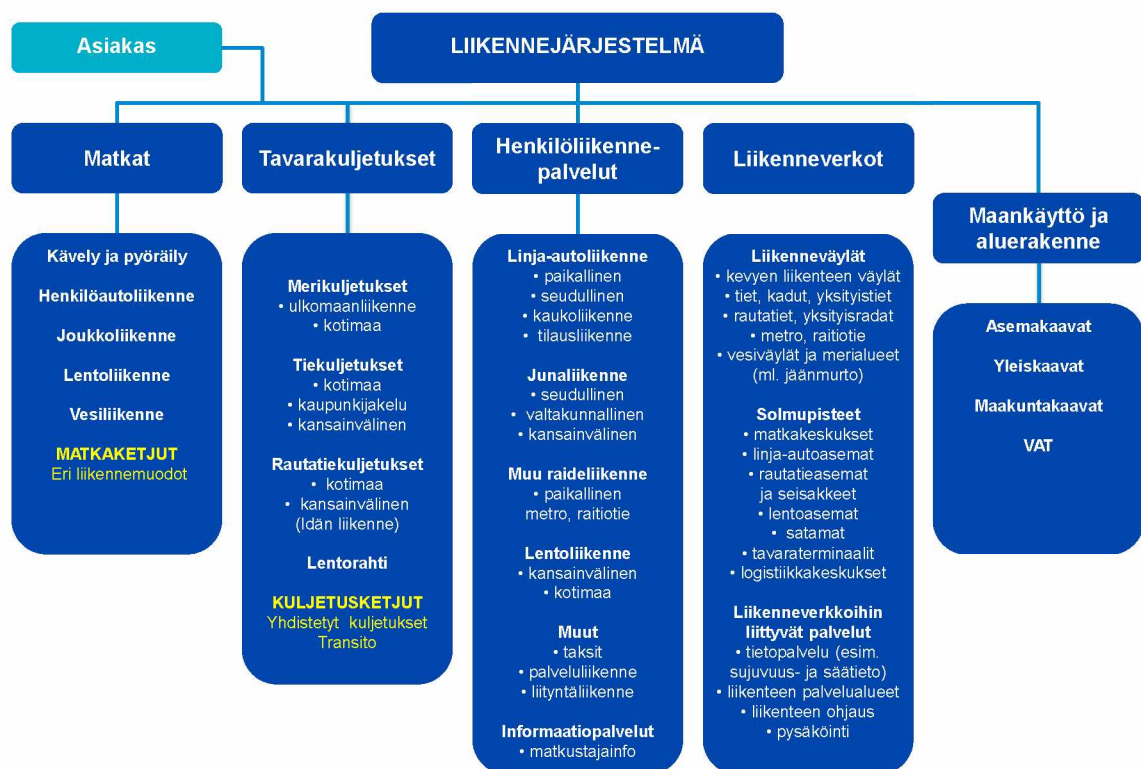 Asiakas
LIIKENNEJÄRJESTELMÄ
Matkat
Kävely ja pyöräily
Henkilöautoliikenne
Joukkoliikenne
Lentoliikenne
Vesiliikenne
MATKAKETJUT
Eri liikennemuodot
Tavarakuljetukset
Merikuljetukset
• ulkomaanliikenne
• kotimaa
Tiekuljetukset
• kotimaa
• kaupunkijakelu
• kansainvälinen
Rautatiekuljetukset
• kotimaa
• kansainvälinen
(Idän liikenne)
Lentorahti
KULJETUSKETJUT
Yhdistetyt kuljetukset
Transito
Henkilöliikenne-
palvelut
Linja-autoliikenne
• paikallinen
• seudullinen
• kaukoliikenne
• tilausliikenne
Junaliikenne
• seudullinen
• valtakunnallinen
• kansainvälinen
Muu raideliikenne
• paikallinen
metro, raitiotie
Lentoliikenne
• kansainvälinen
• kotimaa
Muut
• taksit
• palveluliikenne
• liityntäliikenne
Informaatiopalvelut
• matkustajainfo
Liikenneverkot
Liikenneväylät
• kevyen liikenteen väylät
• tiet, kadut, yksityistiet
• rautatiet, yksityisradat
• metro, raitiotie
• vesiväylät ja merialueet
(ml. jäänmurto)
Solmupisteet
• matkakeskukset
• linja-autoasemat
• rautatieasemat
ja seisakkeet
• lentoasemat
• satamat
• tavaraterminaalit
• logistiikkakeskukset
Liikenneverkkoihin
liittyvät palvelut
• tietopalvelu (esim.
sujuvuus- ja säätieto)
• liikenteen palvelualueet
• liikenteen ohjaus
• pysäköinti
Maankäyttö ja
aluerakenne
Asemakaavat
Yleiskaavat
Maakuntakaavat
VAT